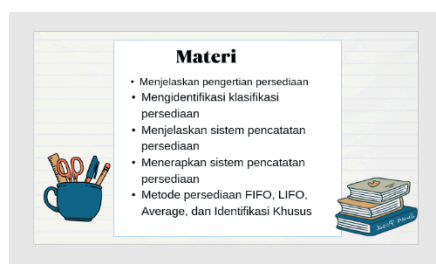 Materi
• Menjelaskan pengertian persediaan
• Mengidentifikasi klasifikasi
persediaan
• Menjelaskan sistem pencatatan
persediaan
• Menerapkan sistem pencatatan
persediaan
• Metode persediaan FIFO, LIFO,
Average, dan Identifikasi Khusus